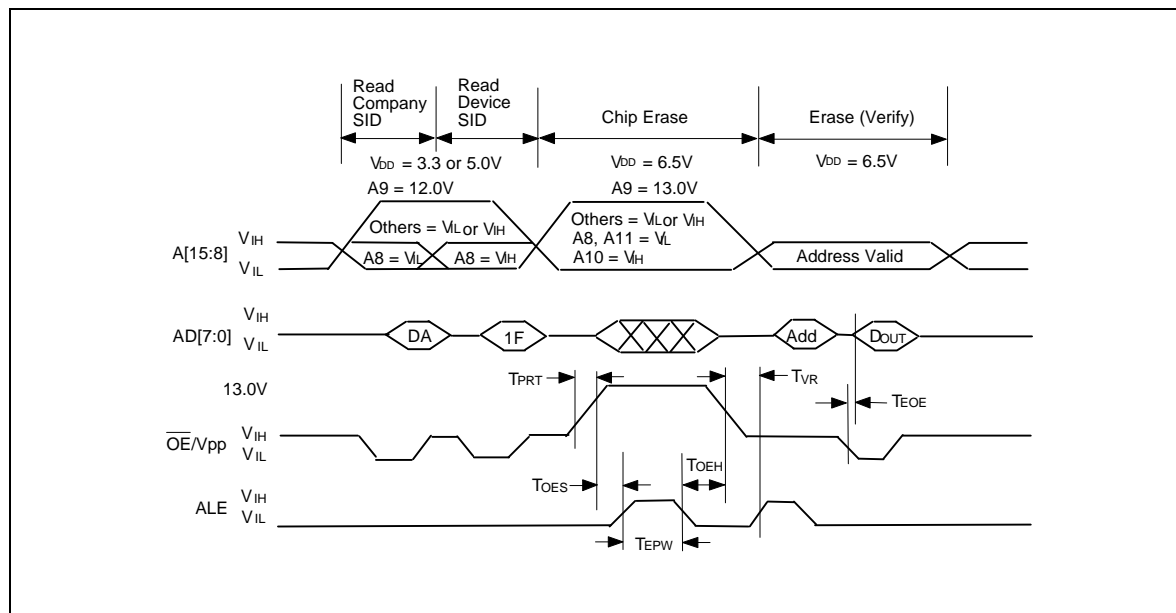 Read
Company
SID
Read
Device
SID
Chip Erase
Erase (Verify)
VDD = 3.3 or 5.0V
VDD = 6.5V
VDD = 6.5V
A9 = 12.0V
A9 = 13.0V
Others = VIL or VIH
Others = VIL or VIH
A8, A11 = VIL
A10 = VIH
A[15:8]
VIH
VIL
A8 = VIL
A8 = VIH
Address Valid
AD[7:0]
VIH
VIL
DA
1F
Add
DOUT
13.0V
TPRT
TVR
TEOE
OE/Vpp
VIH
VIL
TOES
TOEH
ALE
VIH
VIL
TEPW